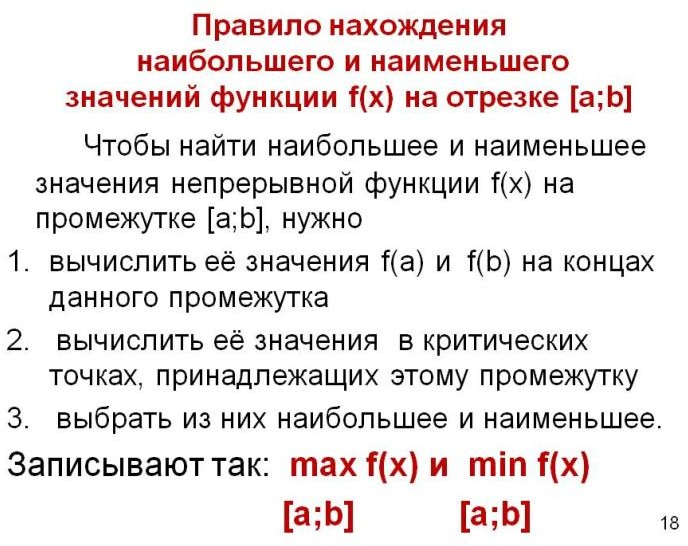 Правило нахождения
наибольшего и наименьшего
значений функции f(x) на отрезке [a;b]
Чтобы найти наибольшее и наименьшее
значения непрерывной функции f(x) на
промежутке [a;b], нужно
1. вычислить её значения f(a) и f(b) на концах
данного промежутка
2. вычислить её значения в критических
точках, принадлежащих этому промежутку
3. выбрать из них наибольшее и наименьшее.
Записывают так: max f(x) и min f(x)
[a;b] [a;b]
18